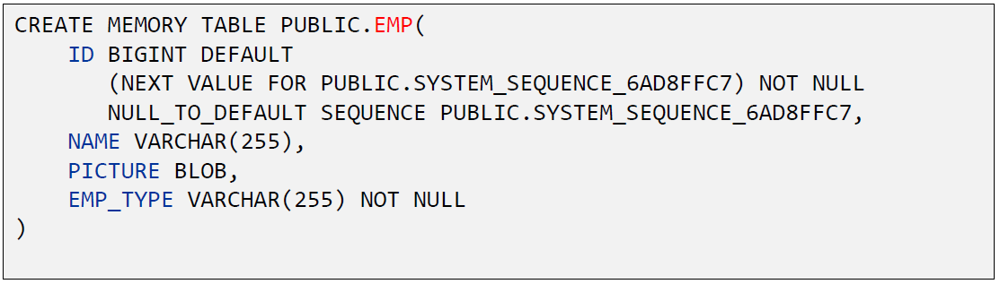 CREATE MEMORY TABLE PUBLIC.EMP(
    ID BIGINT DEFAULT
       (NEXT VALUE FOR PUBLIC.SYSTEM_SEQUENCE_6AD8FFC7) NOT NULL
       NULL_TO_DEFAULT SEQUENCE PUBLIC.SYSTEM_SEQUENCE_6AD8FFC7,
    NAME VARCHAR(255),
    PICTURE BLOB,
    EMP_TYPE VARCHAR(255) NOT NULL
)